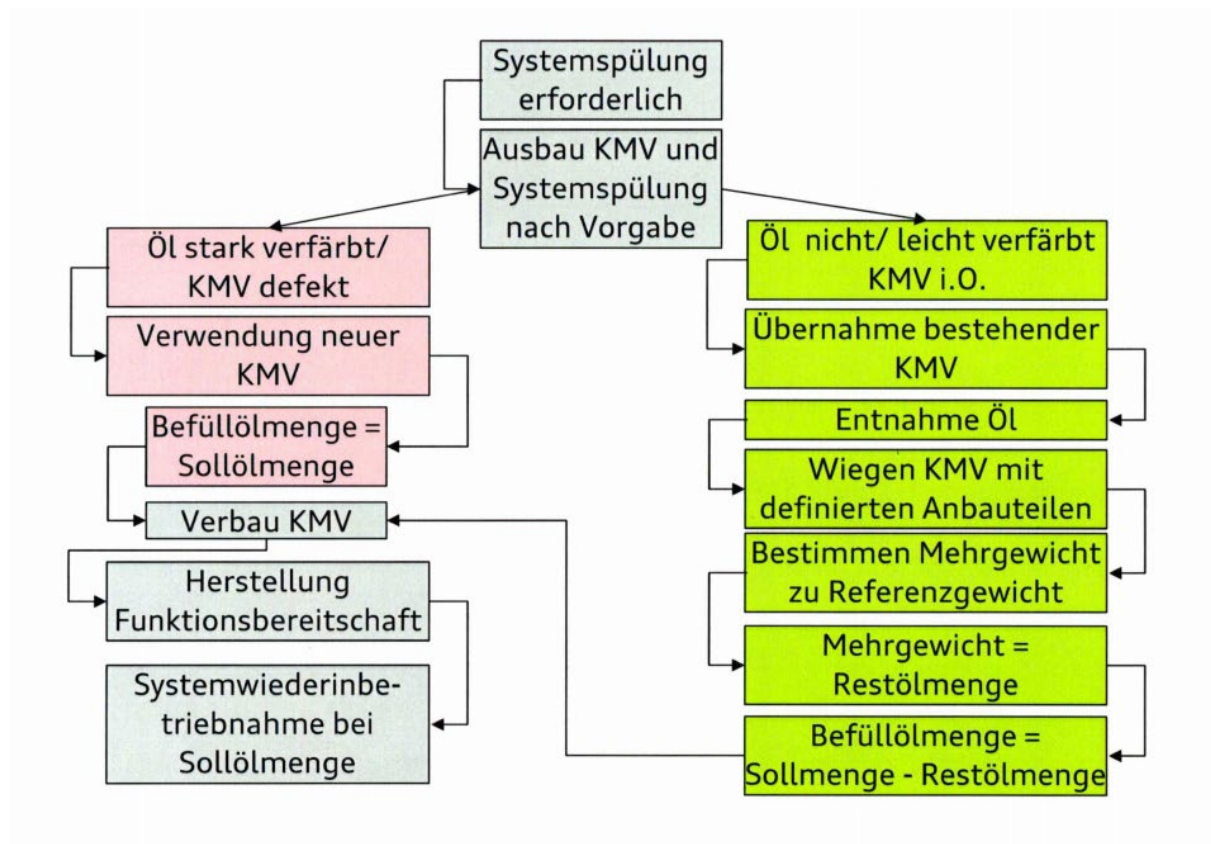 Systemspülung
erforderlich
Ausbau KMV und
Systemspülung
nach Vorgabe
Öl stark verfärbt/
KMV defekt
Verwendung neuer
KMV
Befüllölmenge =
Sollölmenge
Verbau KMV
Herstellung
Funktionsbereitschaft
Systemwiederinbe-
triebnahme bei
Sollölmenge
Öl  nicht/ leicht verfärbt
KMV i.O.
Übernahme bestehender
KMV
Entnahme Öl
Wiegen KMV mit
definierten Anbauteilen
Bestimmen Mehrgewicht
zu Referenzgewicht
Mehrgewicht =
Restölmenge
Befüllölmenge =
Sollmenge - Restölmenge